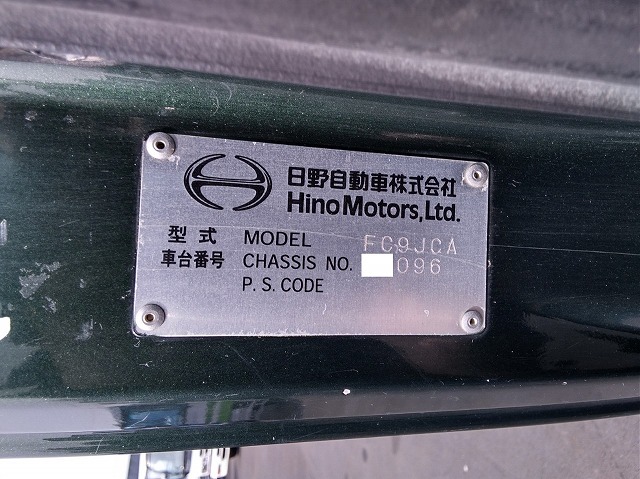 日野自動車株式会社
Hino Motors, Ltd.
型式 MODEL FC9JCA
車台番号 CHASSIS NO. 096
P. S. CODE